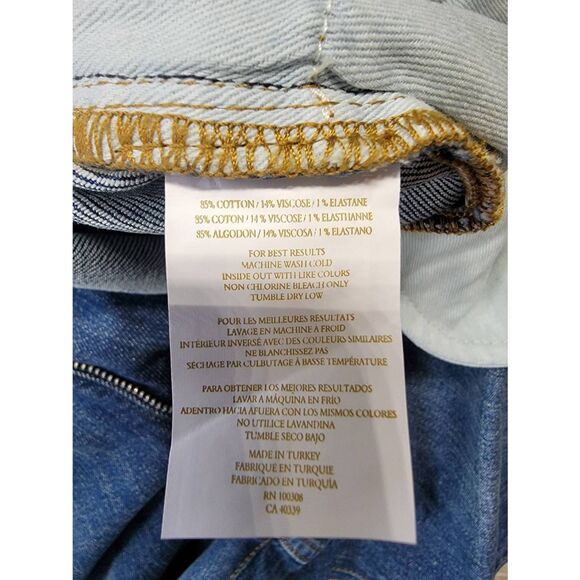 85% COTTON / 14% VISCOSE / 1% ELASTANE
85% COTON / 14 % VISCOSE / 1 % ELASTHANNE
85% ALGODON / 14% VISCOSA / 1 % ELASTANO
FOR BEST RESULTS
MACHINE WASH COLD
INSIDE OUT WITH LIKE COLORS
NON CHLORINE BLEACH ONLY
TUMBLE DRY LOW
POUR LES MEILLEURES RESULTATS
LAVAGE EN MACHINE À FROID
INTÉRIEUR INVERSÉ AVEC DES COULEURS SIMILAIRES
NE BLANCHISSEZ PAS
SÉCHAGE PAR CULBUTAGE À BASSE TEMPÉRATURE
PARA OBTENER LOS MEJORES RESULTADOS
LAVAR A MÁQUINA EN FRÍO
ADENTRO HACIA AFUERA CON LOS MISMOS COLORES
NO UTILICE LAVANDINA
TUMBLE SECO BAJO
MADE IN TURKEY
FABRIQUÉ EN TURQUIE
FABRICADO EN TURQUÍA
RN 100308
CA 40339